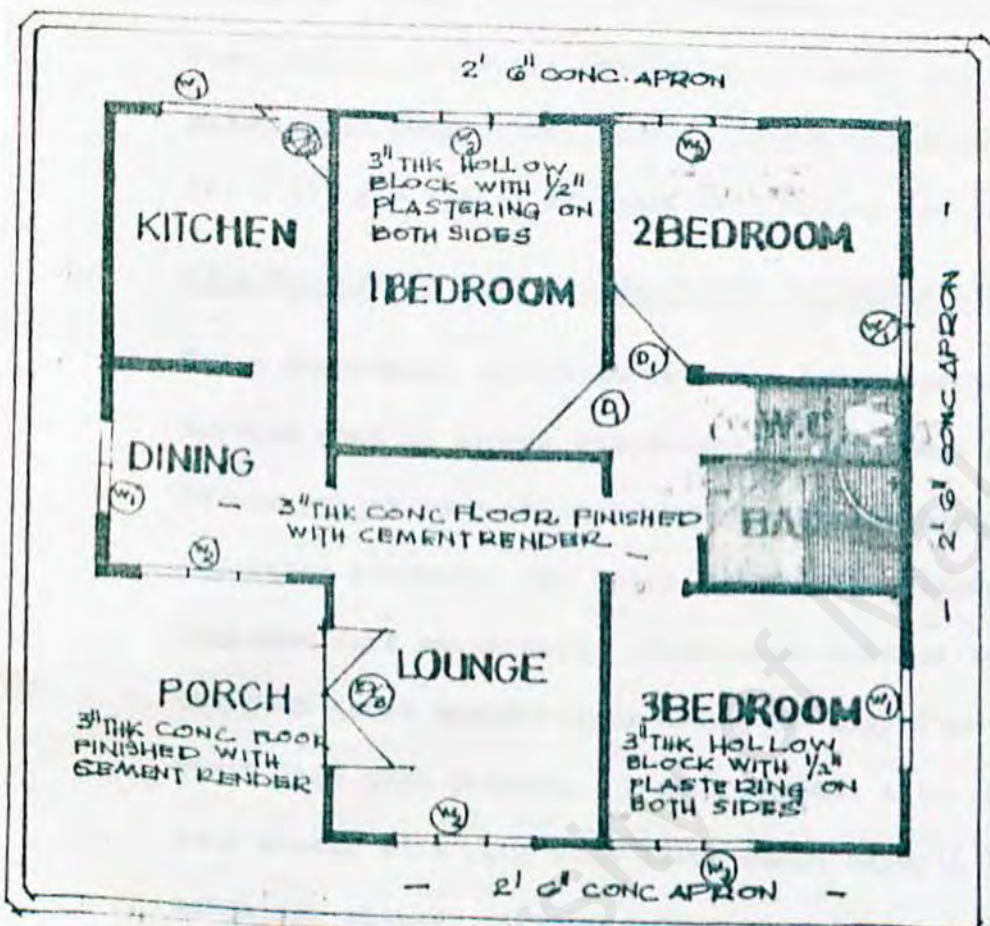 2' 6" CONC. APRON
W1
W2
W2
3" THK HOLLOW
BLOCK WITH 1/2"
PLASTERING ON
BOTH SIDES
KITCHEN
1BEDROOM
2BEDROOM
W1
D1
D1
2' 6" CONC. APRON
W.C
DINING
W1
3" THK CONC FLOOR FINISHED
WITH CEMENT RENDER
W2
LOUNGE
PORCH
3" THK CONC FLOOR
FINISHED WITH
CEMENT RENDER
3BEDROOM
W1
3" THK HOLLOW
BLOCK WITH 1/2"
PLASTERING ON
BOTH SIDES
W2
W2
2' 6" CONC APRON